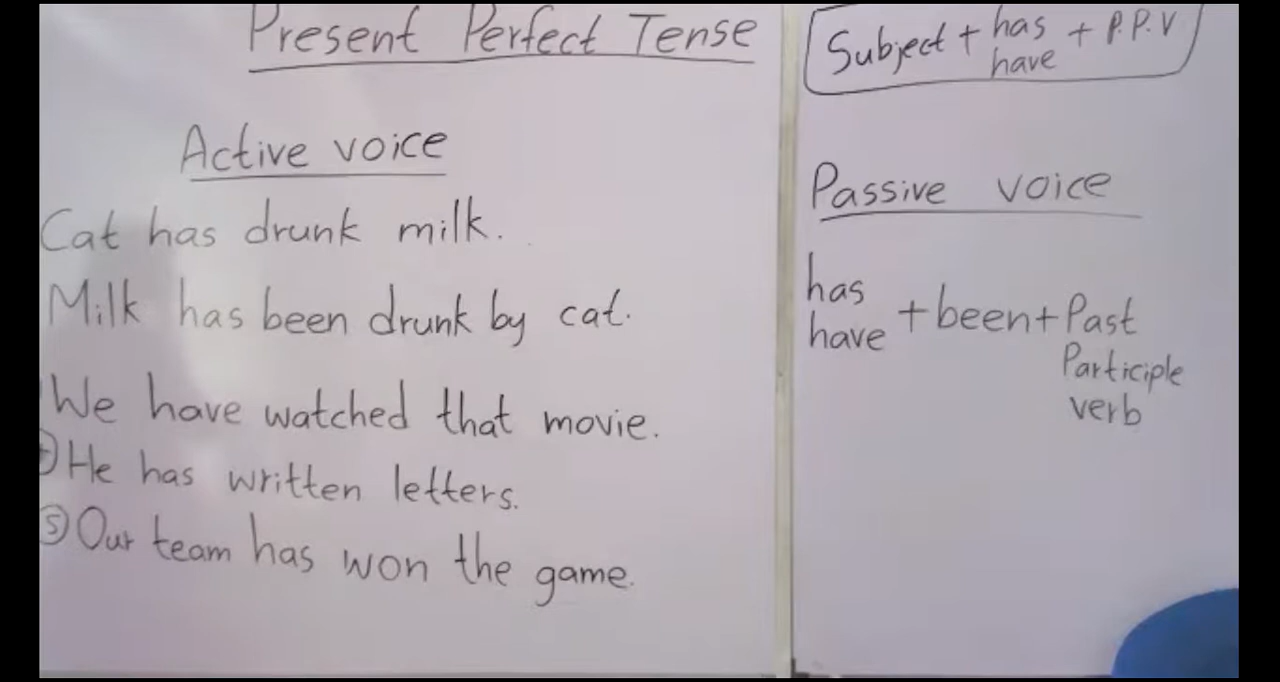 Present Perfect Tense
Active voice
Cat has drunk milk.
Milk has been drunk by cat.
We have watched that movie.
He has written letters.
⑤ Our team has won the game.
Subject + has
have + P.P.V
Passive voice
has
have + been + Past
Participle
verb